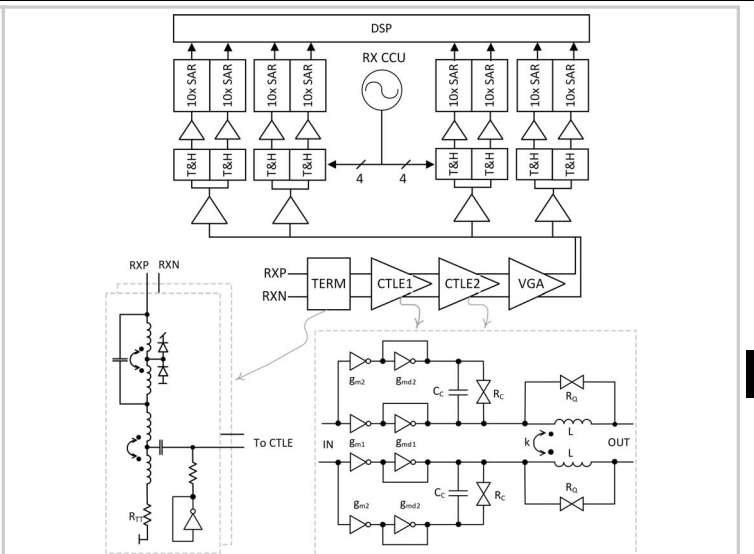 DSP
RX CCU
10x SAR 10x SAR 10x SAR 10x SAR 10x SAR 10x SAR 10x SAR 10x SAR
T&H T&H T&H T&H T&H T&H T&H T&H
4 4
RXP RXN
RXP
RXN
TERM CTLE1 CTLE2 VGA
To CTLE
RTT
gm2 gmd2
CC RC
RQ
L
IN gm1 gmd1 k OUT
L
CC RC
RQ
gm2 gmd2